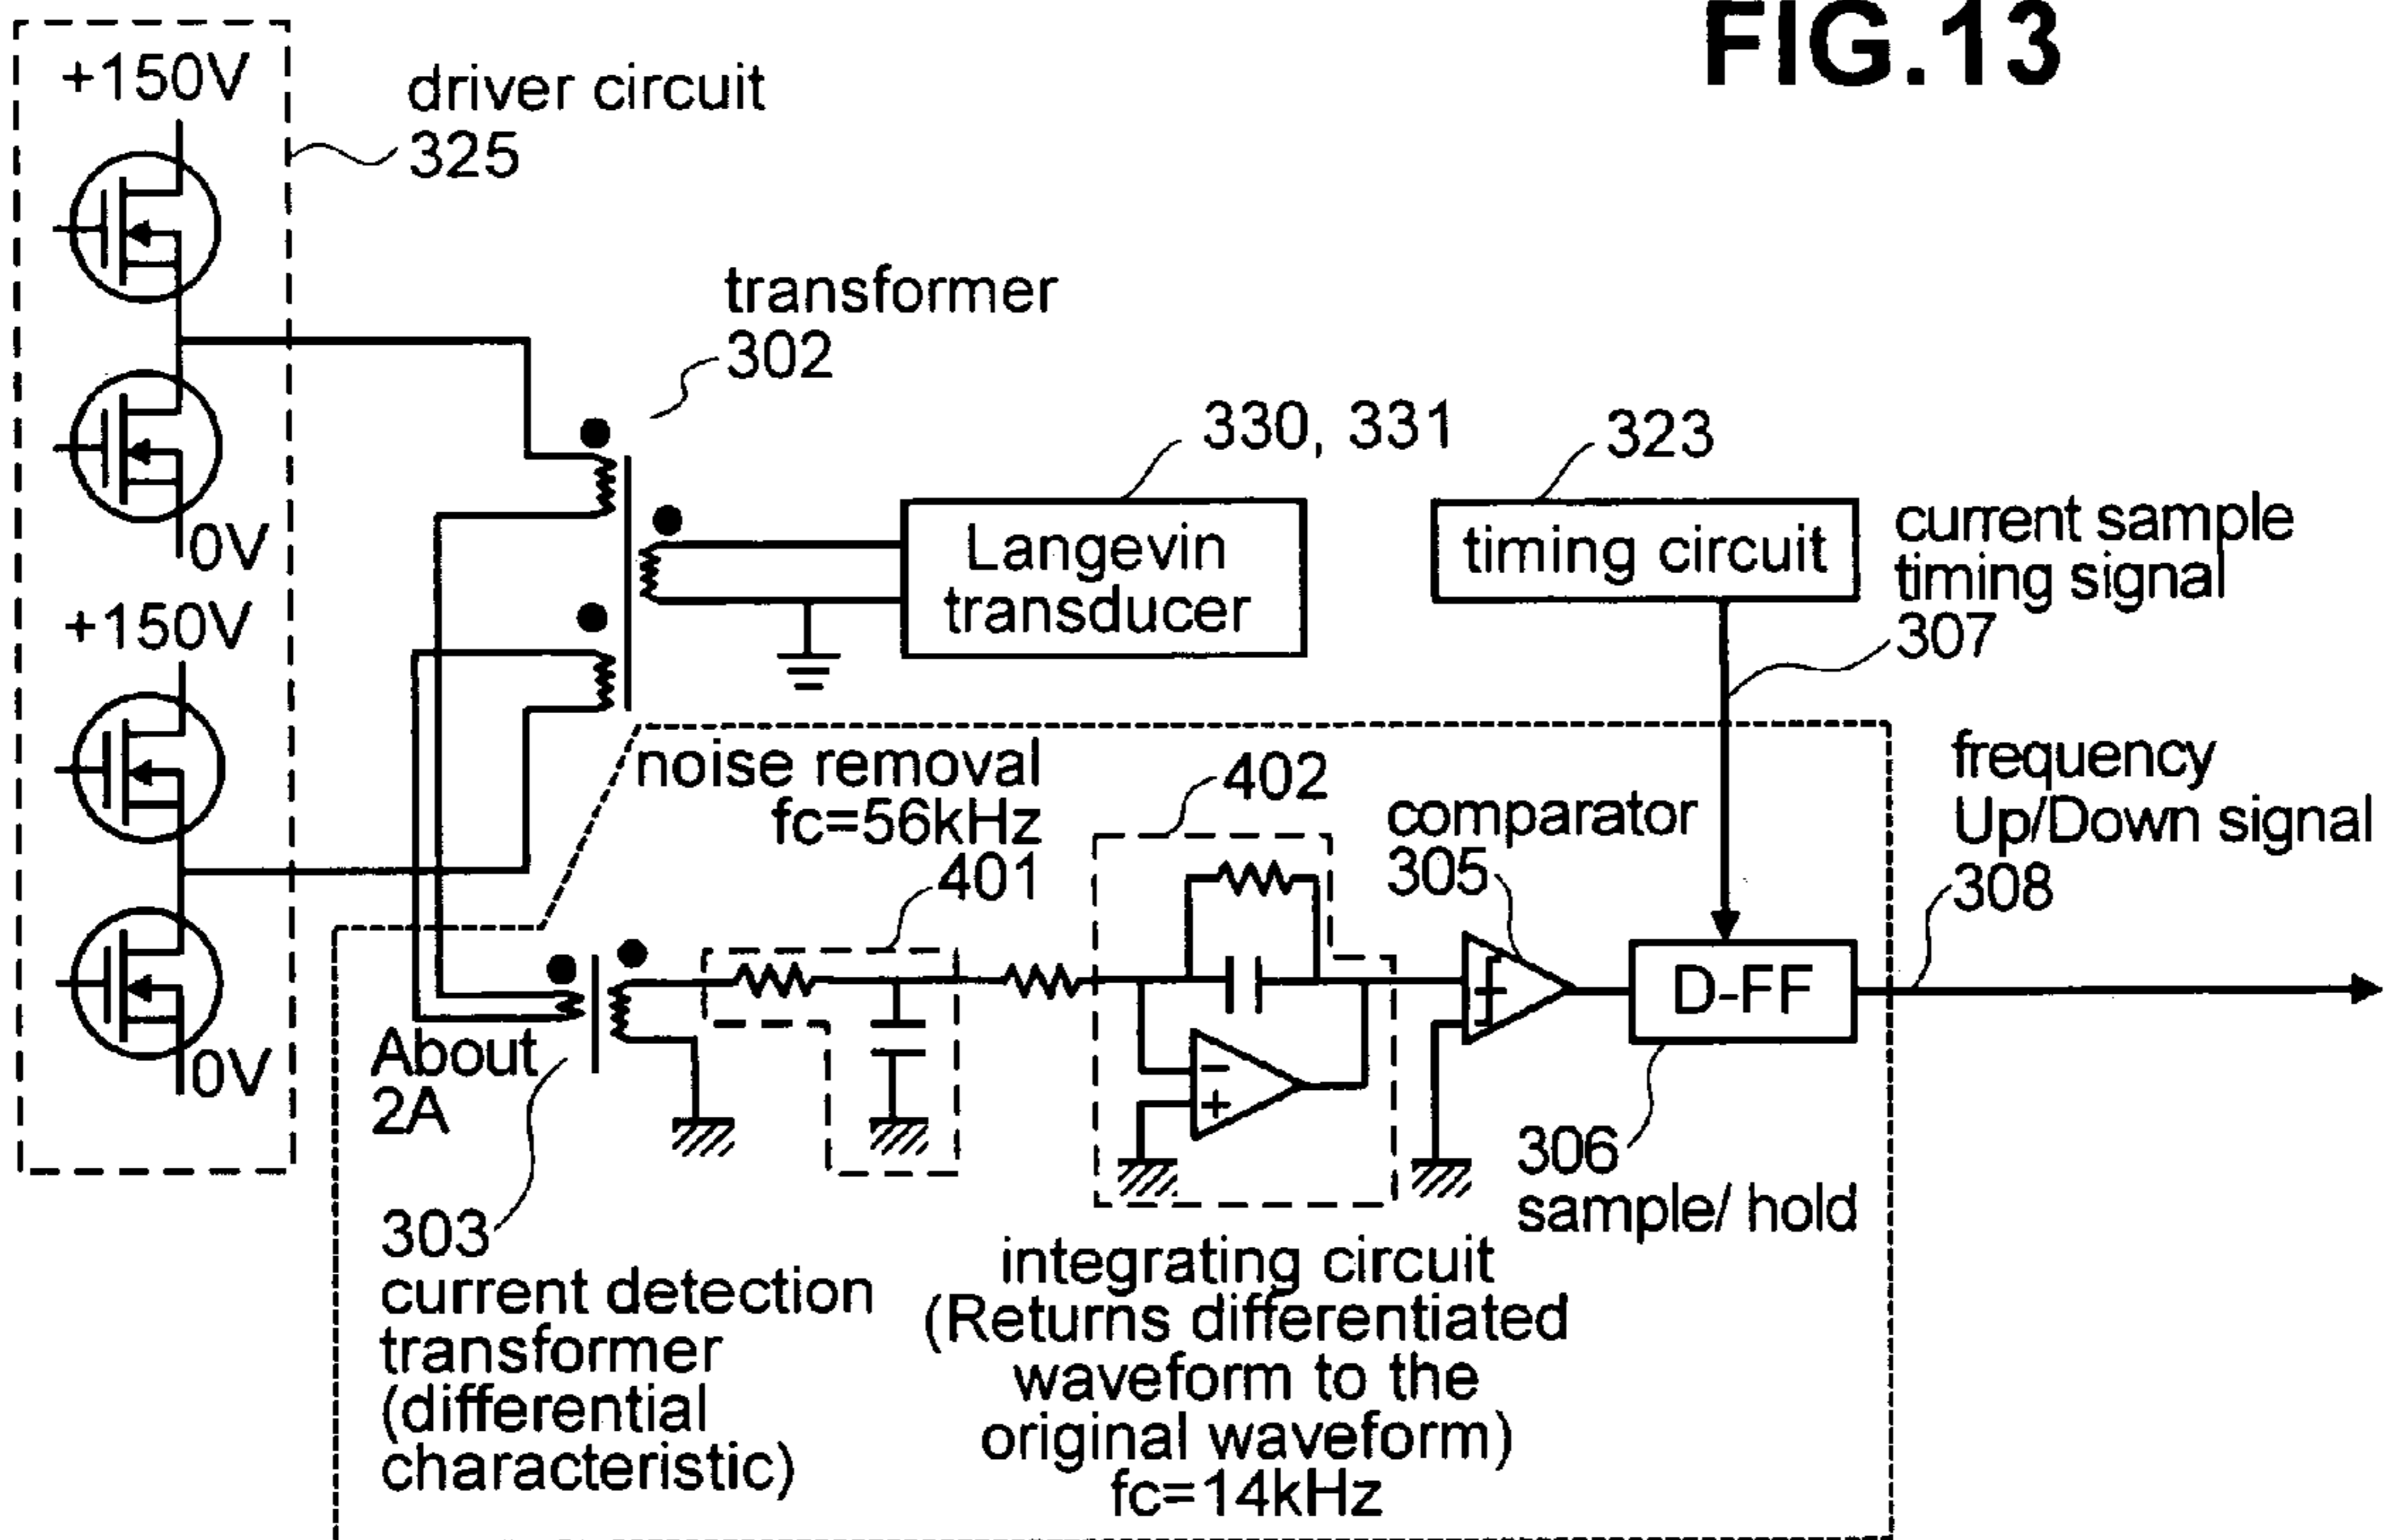 FIG.13
+150V
driver circuit
325
0V
+150V
0V
transformer
302
330, 331
Langevin
transducer
323
timing circuit
current sample
timing signal
307
noise removal
fc=56kHz
401
402
comparator
305
frequency
Up/Down signal
308
D-FF
About
2A
-
+
306
sample/ hold
303
current detection
transformer
(differential
characteristic)
integrating circuit
(Returns differentiated
waveform to the
original waveform)
fc=14kHz